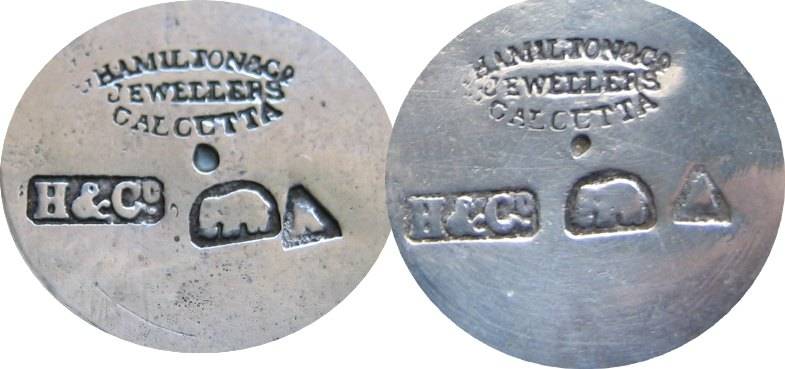 HAMILTON&Cº
JEWELLERS
CALCUTTA
H&Cº
A
HAMILTON&Cº
JEWELLERS
CALCUTTA
H&Cº
A